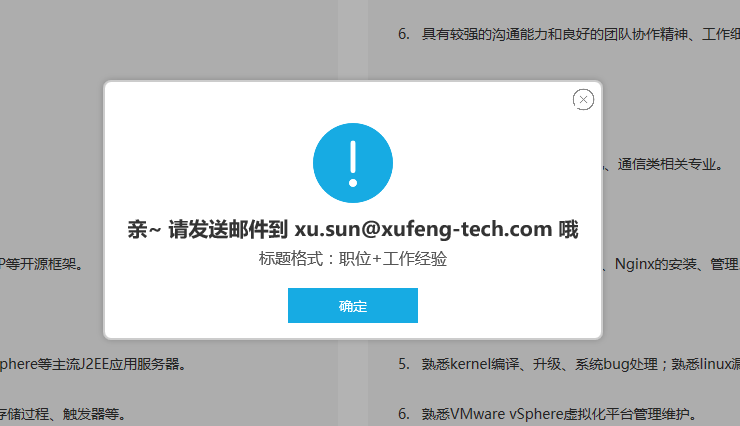 6. 具有较强的沟通能力和良好的团队协作精神、工作细
、通信类相关专业。
亲~ 请发送邮件到 xu.sun@xufeng-tech.com 哦
标题格式：职位+工作经验
P等开源框架。
、Nginx的安装、管理
确定
phere等主流J2EE应用服务器。
5. 熟悉kernel编译、升级、系统bug处理；熟悉linux漏
存储过程、触发器等。
6. 熟悉VMware vSphere虚拟化平台管理维护。